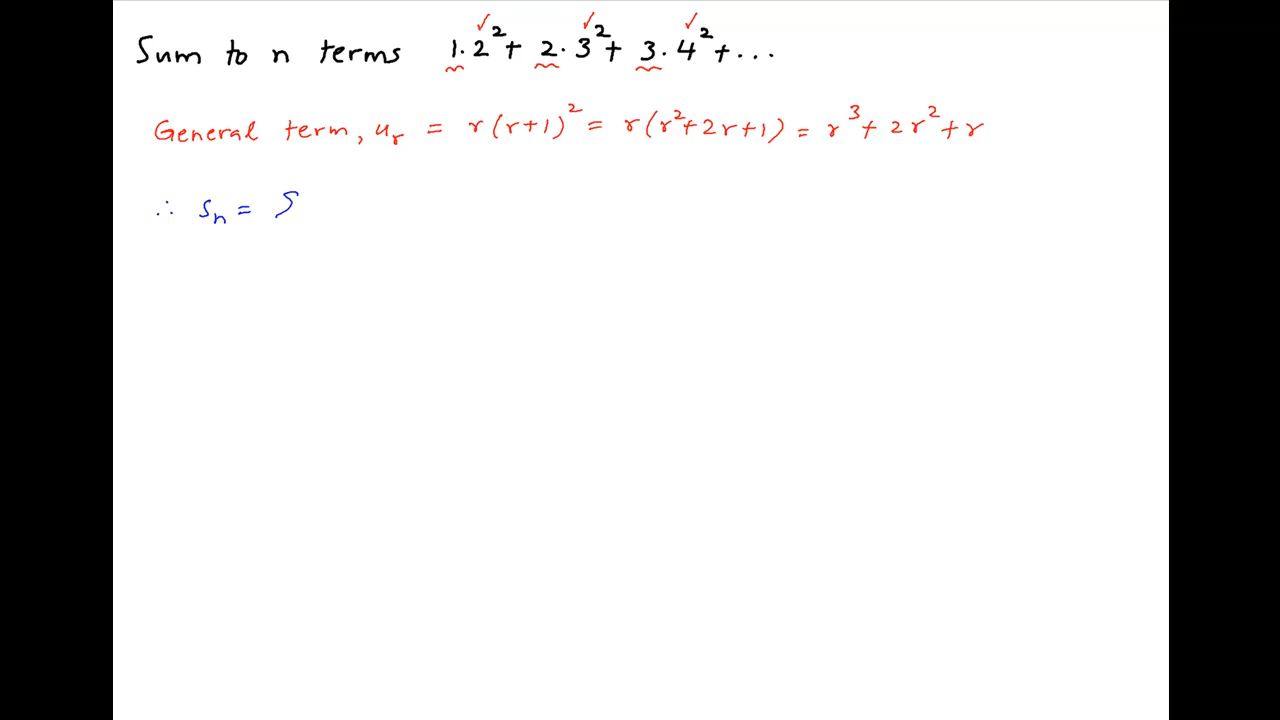 Sum to n terms 1.2²+ 2.3²+ 3.4²+...
General term, uᵣ = r(r+1)² = r(r²+2r+1) = r³+2r²+r
∴ Sₙ =